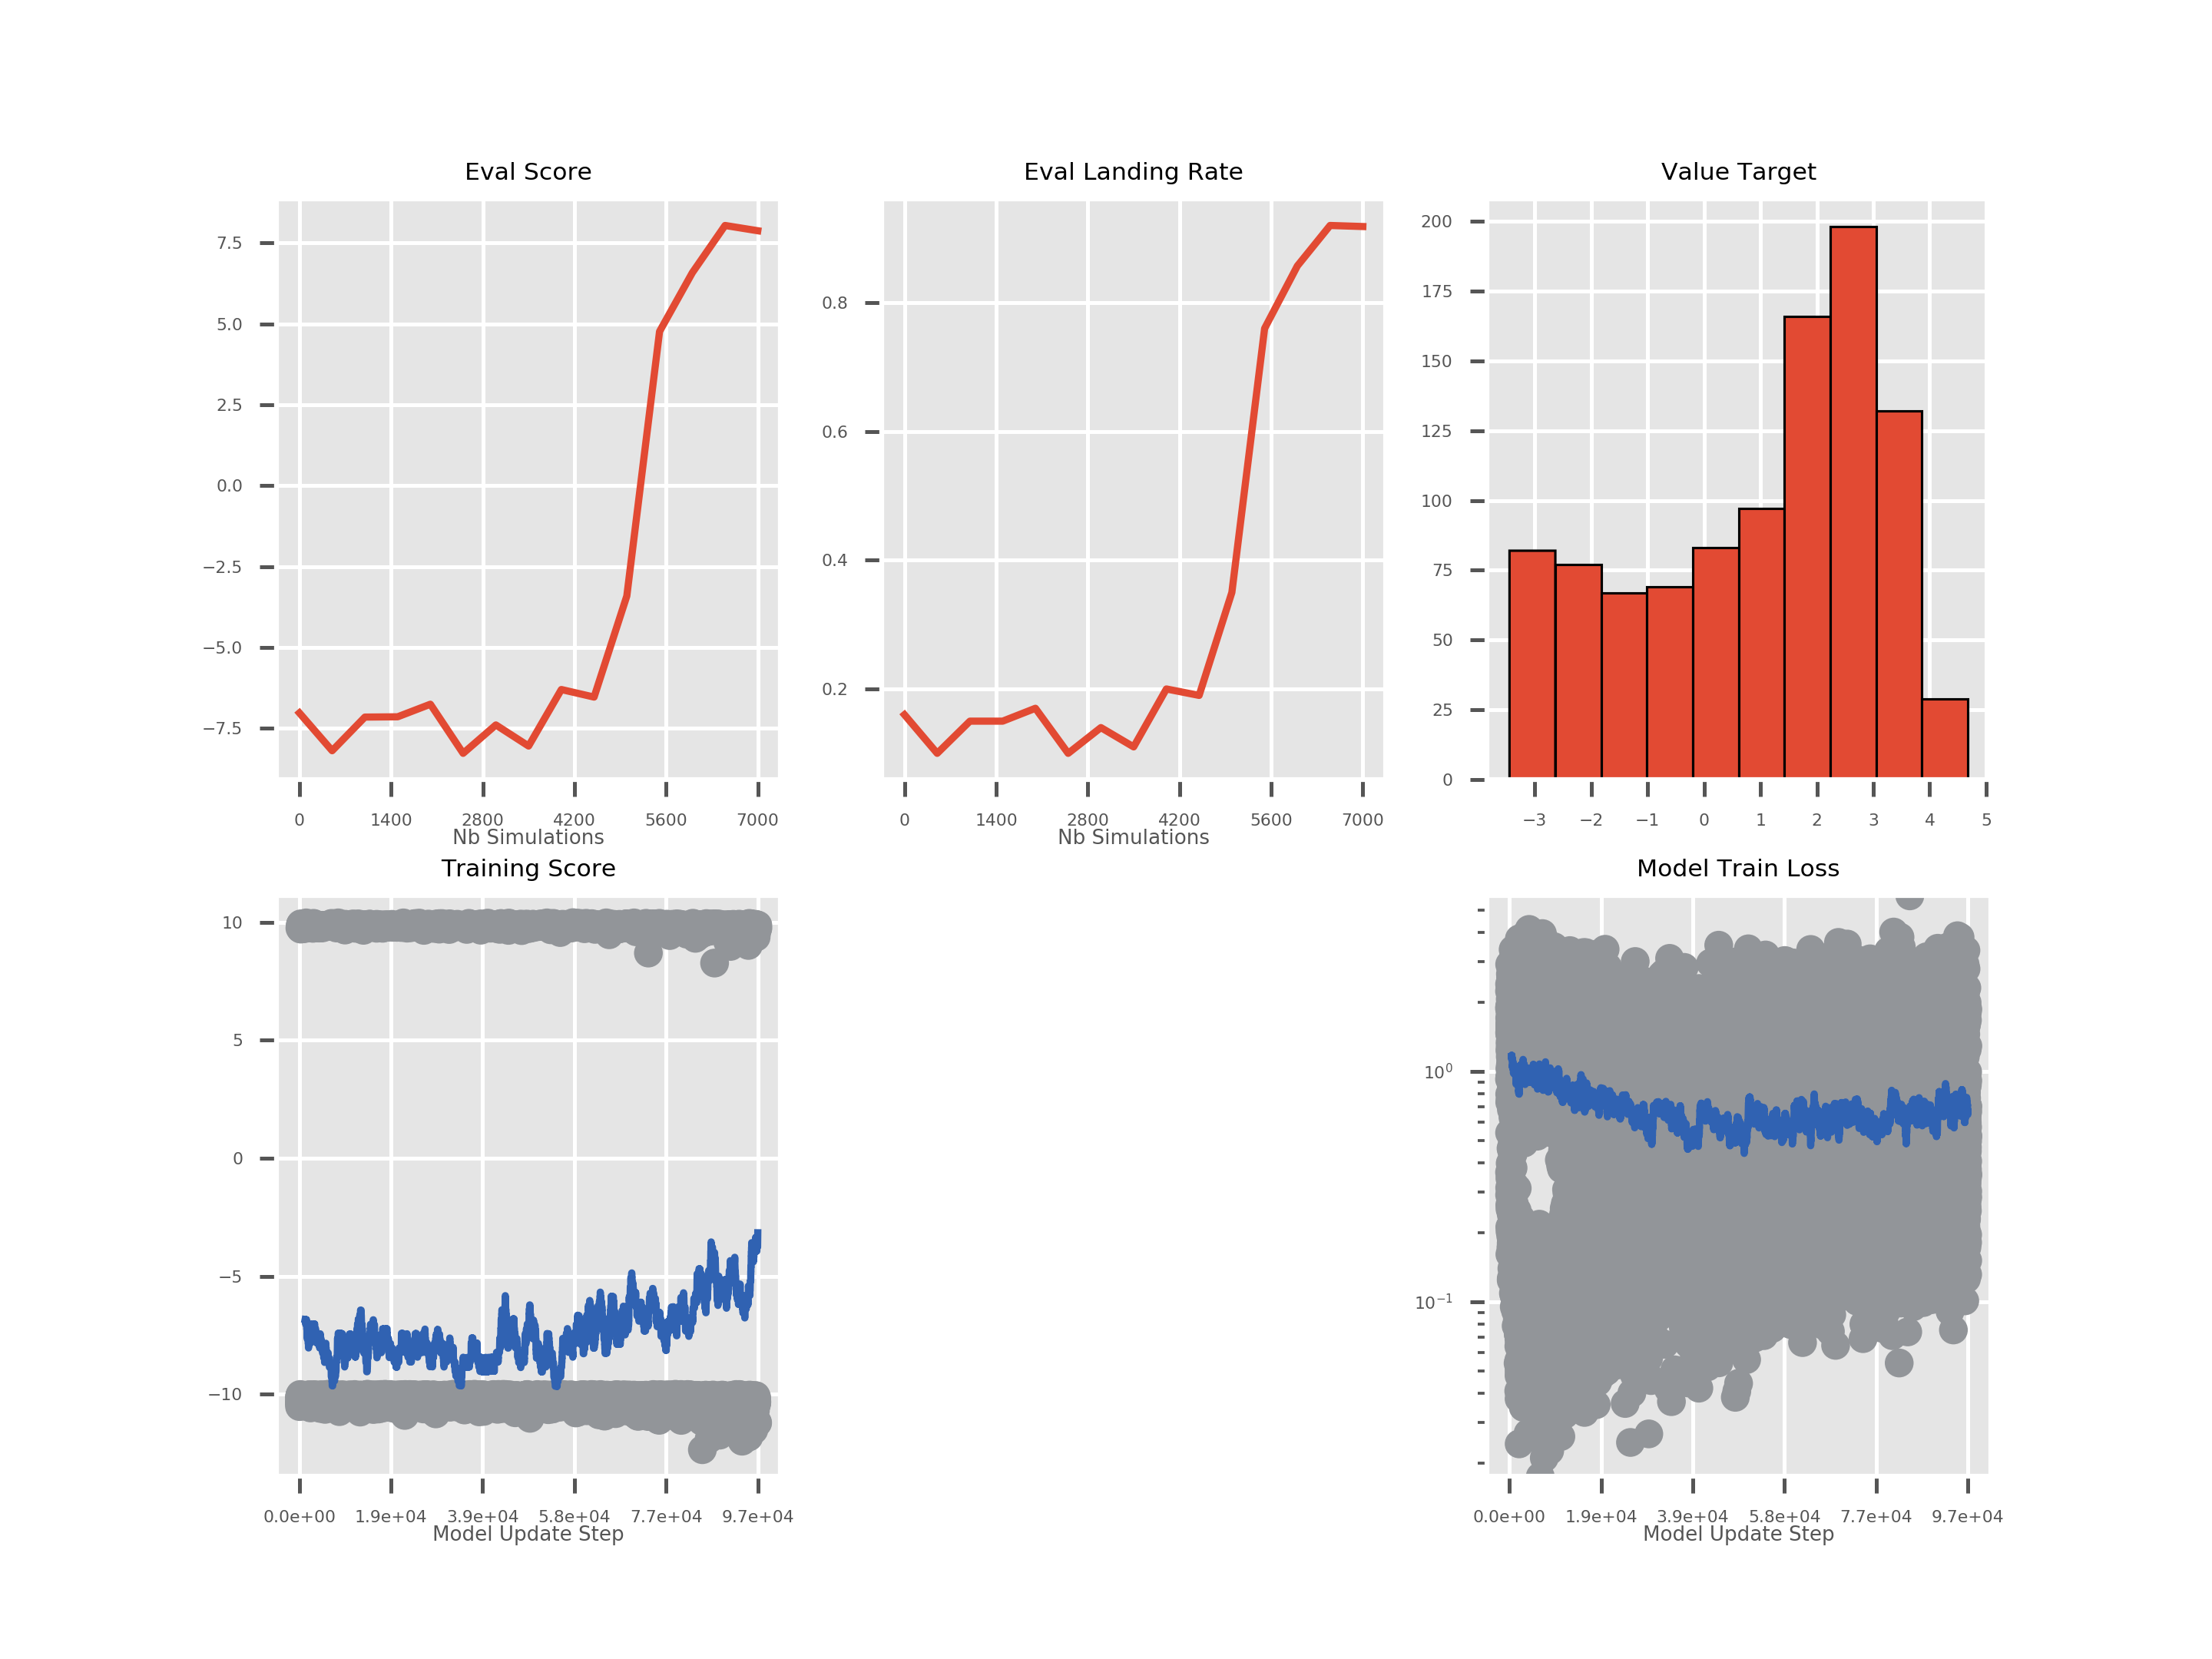 Eval Score
7.5
5.0
2.5
0.0
−2.5
−5.0
−7.5
0 1400 2800 4200 5600 7000
Nb Simulations
Eval Landing Rate
0.8
0.6
0.4
0.2
0 1400 2800 4200 5600 7000
Nb Simulations
Value Target
200
175
150
125
100
75
50
25
0
−3 −2 −1 0 1 2 3 4 5
Training Score
10
5
0
−5
−10
0.0e+00 1.9e+04 3.9e+04 5.8e+04 7.7e+04 9.7e+04
Model Update Step
Model Train Loss
10⁰
10⁻¹
0.0e+00 1.9e+04 3.9e+04 5.8e+04 7.7e+04 9.7e+04
Model Update Step